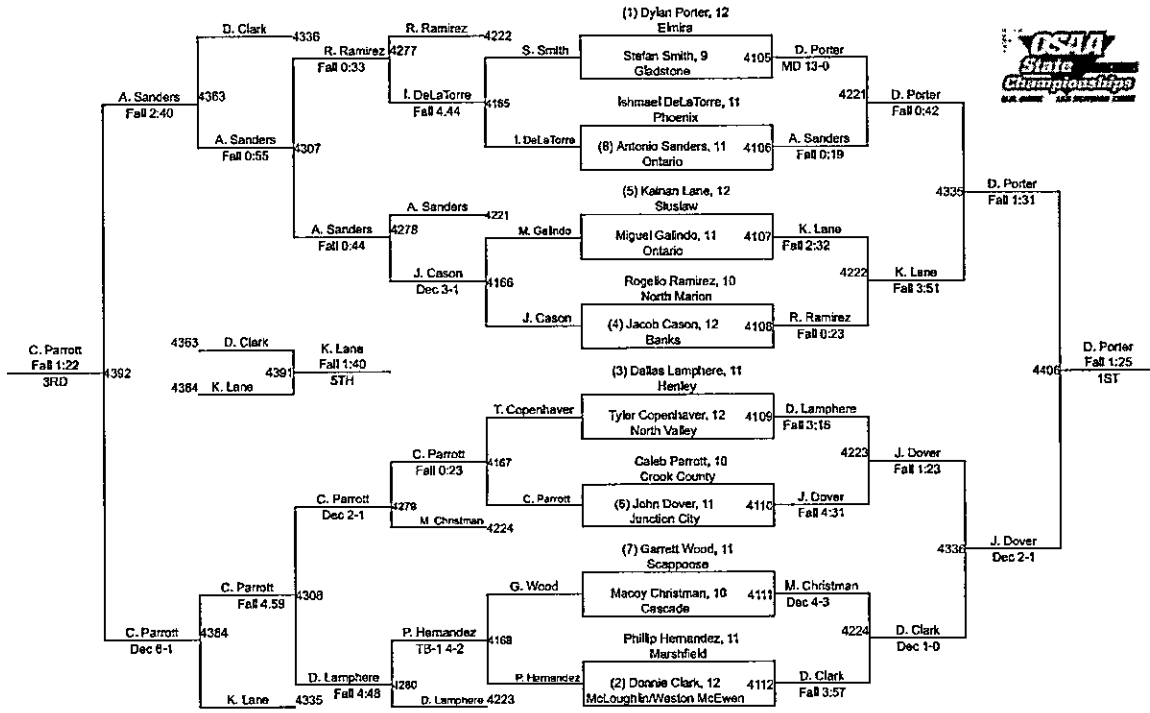 OSAA
State
Championships
D. Clark
4336
R. Ramirez
Fall 0:33
4277
R. Ramirez
4222
A. Sanders
Fall 2:40
4363
A. Sanders
Fall 0:55
4307
I. DeLaTorre
Fall 4:44
4165
S. Smith
I. DeLaTorre
A. Sanders
Fall 0:44
4278
A. Sanders
4221
J. Cason
Dec 3-1
4166
M. Galindo
J. Cason
(1) Dylan Porter, 12
Elmira
Stefan Smith, 9
Gladstone
4105
D. Porter
MD 13-0
Ishmael DeLaTorre, 11
Phoenix
(8) Antonio Sanders, 11
Ontario
4106
A. Sanders
Fall 0:19
4221
D. Porter
Fall 0:42
(5) Kainan Lane, 12
Siuslaw
Miguel Galindo, 11
Ontario
4107
K. Lane
Fall 2:32
Rogelio Ramirez, 10
North Marion
(4) Jacob Cason, 12
Banks
4108
R. Ramirez
Fall 0:23
4222
K. Lane
Fall 3:51
4335
D. Porter
Fall 1:31
C. Parrott
Fall 1:22
3RD
4392
4363
D. Clark
4384
K. Lane
4391
K. Lane
Fall 1:40
5TH
4406
D. Porter
Fall 1:25
1ST
(3) Dallas Lamphere, 11
Henley
Tyler Copenhaver, 12
North Valley
4109
D. Lamphere
Fall 3:18
Caleb Parrott, 10
Crook County
(6) John Dover, 11
Junction City
4110
J. Dover
Fall 4:31
4223
J. Dover
Fall 1:23
(7) Garrett Wood, 11
Scappoose
Macoy Christman, 10
Cascade
4111
M. Christman
Dec 4-3
Phillip Hernandez, 11
Marshfield
(2) Donnie Clark, 12
McLoughlin/Weston McEwen
4112
D. Clark
Fall 3:57
4224
D. Clark
Dec 1-0
4336
J. Dover
Dec 2-1
T. Copenhaver
C. Parrott
4167
C. Parrott
Fall 0:23
M. Christman
4224
4279
C. Parrott
Dec 2-1
4308
C. Parrott
Fall 4:59
4384
C. Parrott
Dec 6-1
K. Lane
4335
D. Lamphere
Fall 4:48
4280
P. Hernandez
TB-1 4-2
D. Lamphere
4223
4168
G. Wood
P. Hernandez